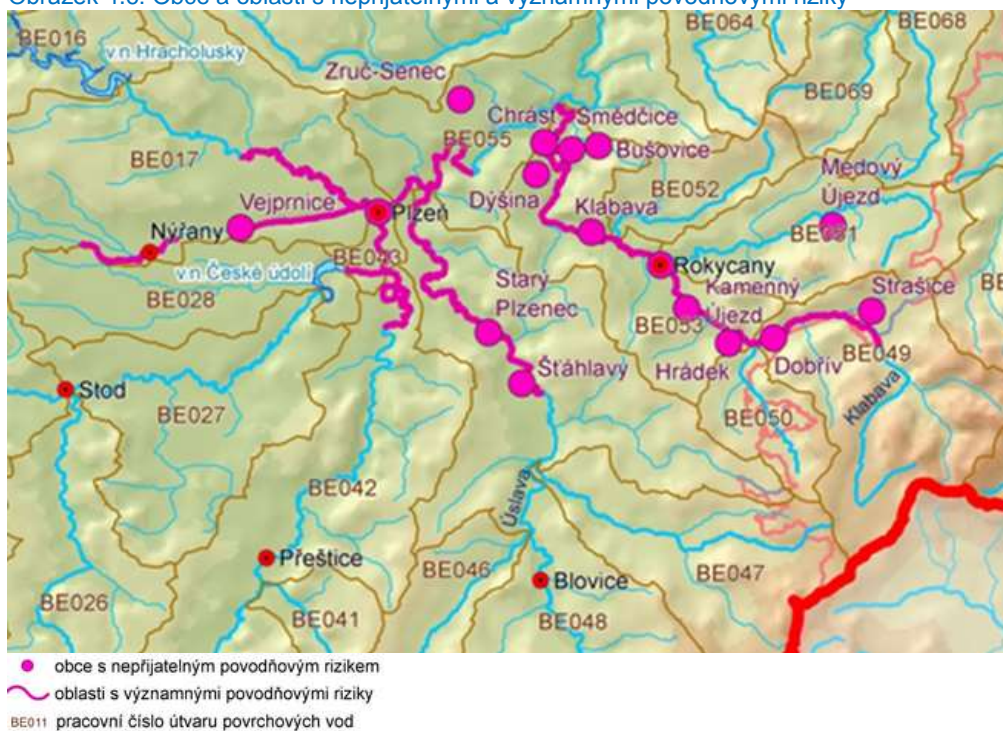 Obrázek 4.6. Obce a oblasti s nepřijatelnými a významnými povodňovými riziky
BE016
v.n.Hracholusky
BE064
BE068
Zruč-Senec
BE069
Chrást
Smědčice
BE055
Bušovice
BE017
Medový
Újezd
BE052
Dýšina
Vejprnice
Plzeň
Klabava
BE051
Nýřany
BE043
v.n.České údolí
Rokycany
Starý
Plzenec
Kamenný
Újezd
Strašice
BE028
BE053
BE
Hrádek
Dobřív
BE049
Šťáhlavy
Stod
BE027
BE050
Klabava
BE042
Úslava
Přeštice
BE046
BE047
Blovice
BE026
BE041
BE048
obce s nepřijatelným povodňovým rizikem
oblasti s významnými povodňovými riziky
BE011 pracovní číslo útvaru povrchových vod